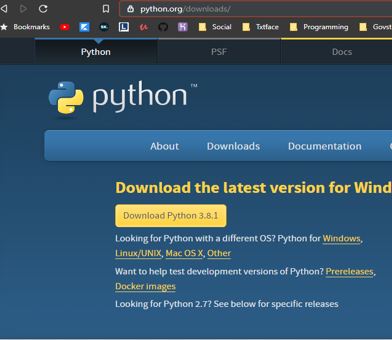 python.org/downloads/
Bookmarks Social Txtface Programming
Python PSF Docs
python™
About Downloads Documentation
Download the latest version for Wind
Download Python 3.8.1
Looking for Python with a different OS? Python for Windows,
Linux/UNIX, Mac OS X, Other
Want to help test development versions of Python? Prereleases,
Docker images
Looking for Python 2.7? See below for specific releases